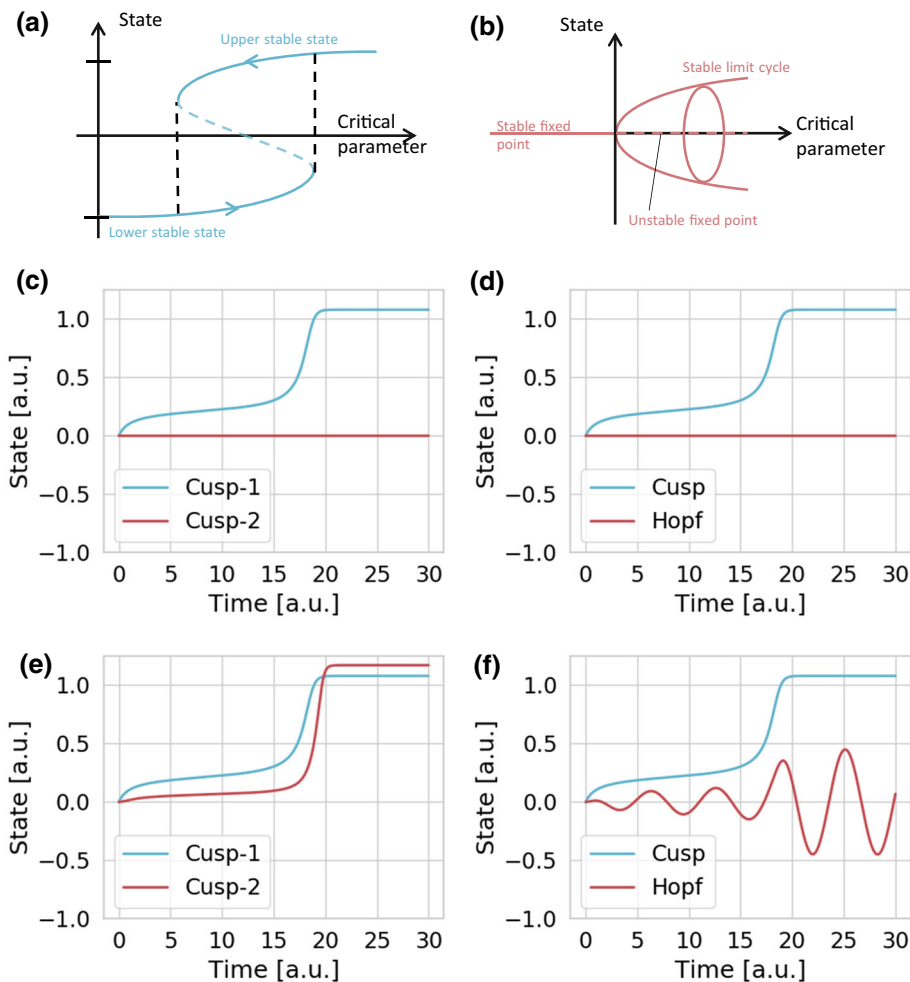 (a)
State
Upper stable state
Critical
parameter
Lower stable state
(b)
State
Stable limit cycle
Stable fixed
point
Critical
parameter
Unstable fixed point
(c)
State [a.u.]
1.0
0.5
0.0
−0.5
−1.0
Cusp-1
Cusp-2
0 5 10 15 20 25 30
Time [a.u.]
(d)
State [a.u.]
1.0
0.5
0.0
−0.5
−1.0
Cusp
Hopf
0 5 10 15 20 25 30
Time [a.u.]
(e)
State [a.u.]
1.0
0.5
0.0
−0.5
−1.0
Cusp-1
Cusp-2
0 5 10 15 20 25 30
Time [a.u.]
(f)
State [a.u.]
1.0
0.5
0.0
−0.5
−1.0
Cusp
Hopf
0 5 10 15 20 25 30
Time [a.u.]